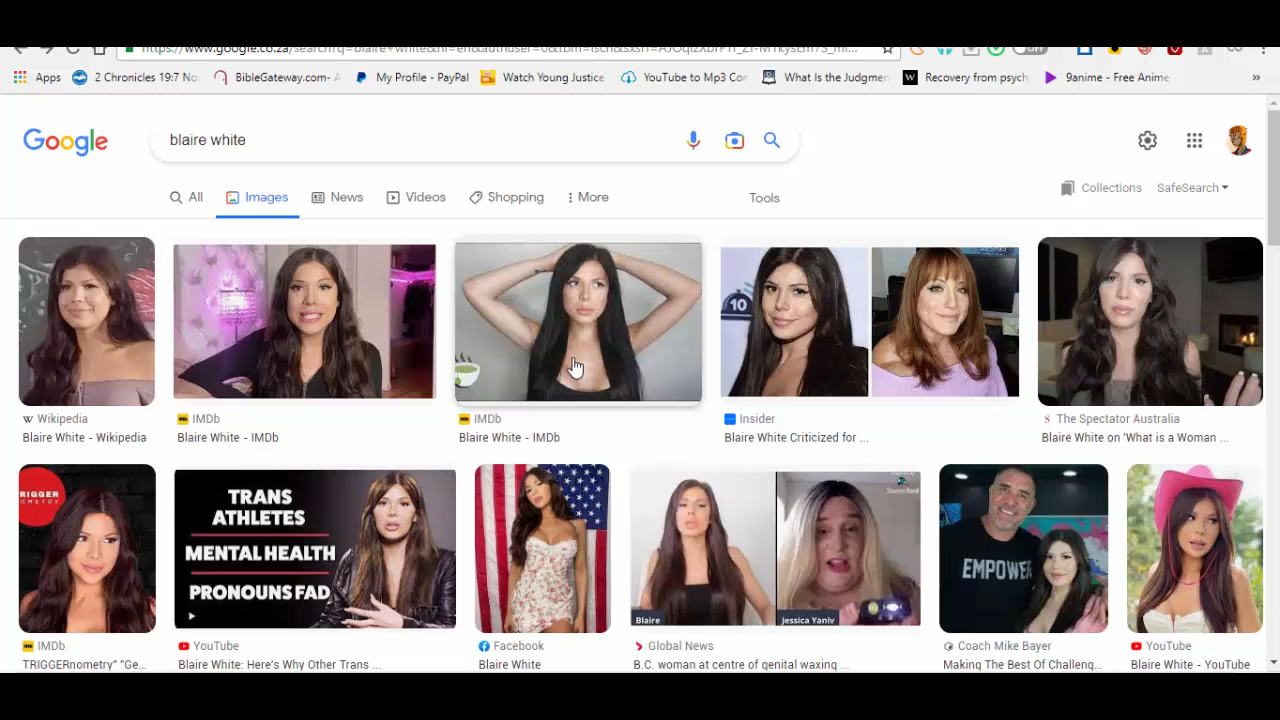 Apps
2 Chronicles 19:7 No
BibleGateway.com- A
My Profile - PayPal
Watch Young Justice
YouTube to Mp3 Con
What Is the Judgmen
Recovery from psych
9anime - Free Anime
»
Google
blaire white
All
Images
News
Videos
Shopping
More
Tools
Collections
SafeSearch
10
W Wikipedia
Blaire White - Wikipedia
IMDb
Blaire White - IMDb
IMDb
Blaire White - IMDb
Insider
Blaire White Criticized for ...
S The Spectator Australia
Blaire White on 'What is a Woman ...
RIGGER
OMETRY
TRANS
ATHLETES
MENTAL HEALTH
PRONOUNS FAD
Blaire
Jessica Yaniv
StreamYard
EMPOWER
IMDb
TRIGGERnometry" "Ge...
YouTube
Blaire White: Here's Why Other Trans ...
Facebook
Blaire White
Global News
B.C. woman at centre of genital waxing ...
Coach Mike Bayer
Making The Best Of Challeng...
YouTube
Blaire White - YouTube